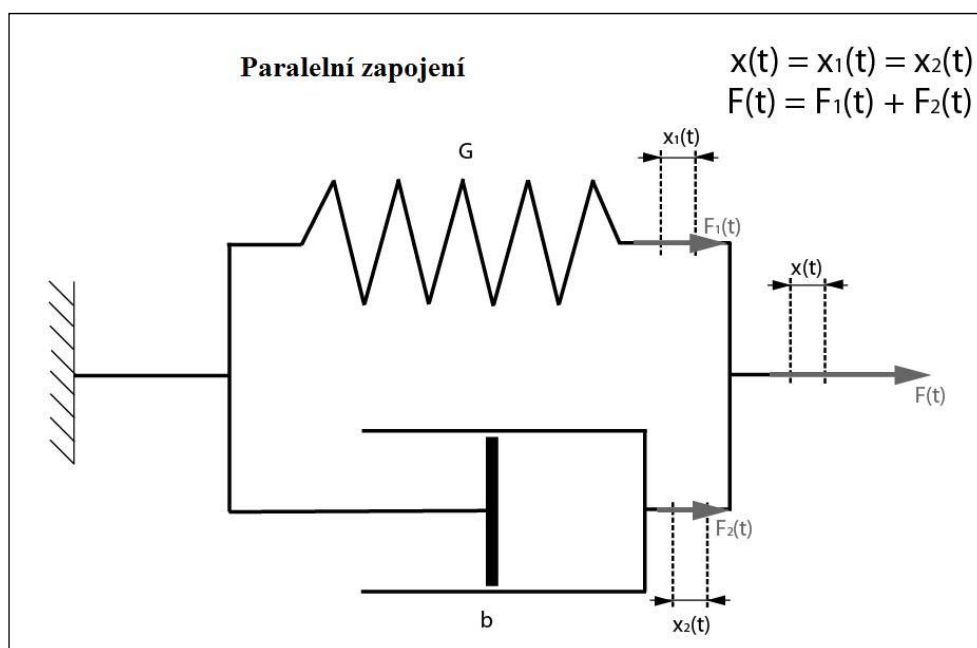 Paralelní zapojení
x(t) = x₁(t) = x₂(t)
F(t) = F₁(t) + F₂(t)
G
x₁(t)
F₁(t)
x(t)
F(t)
F₂(t)
b
x₂(t)